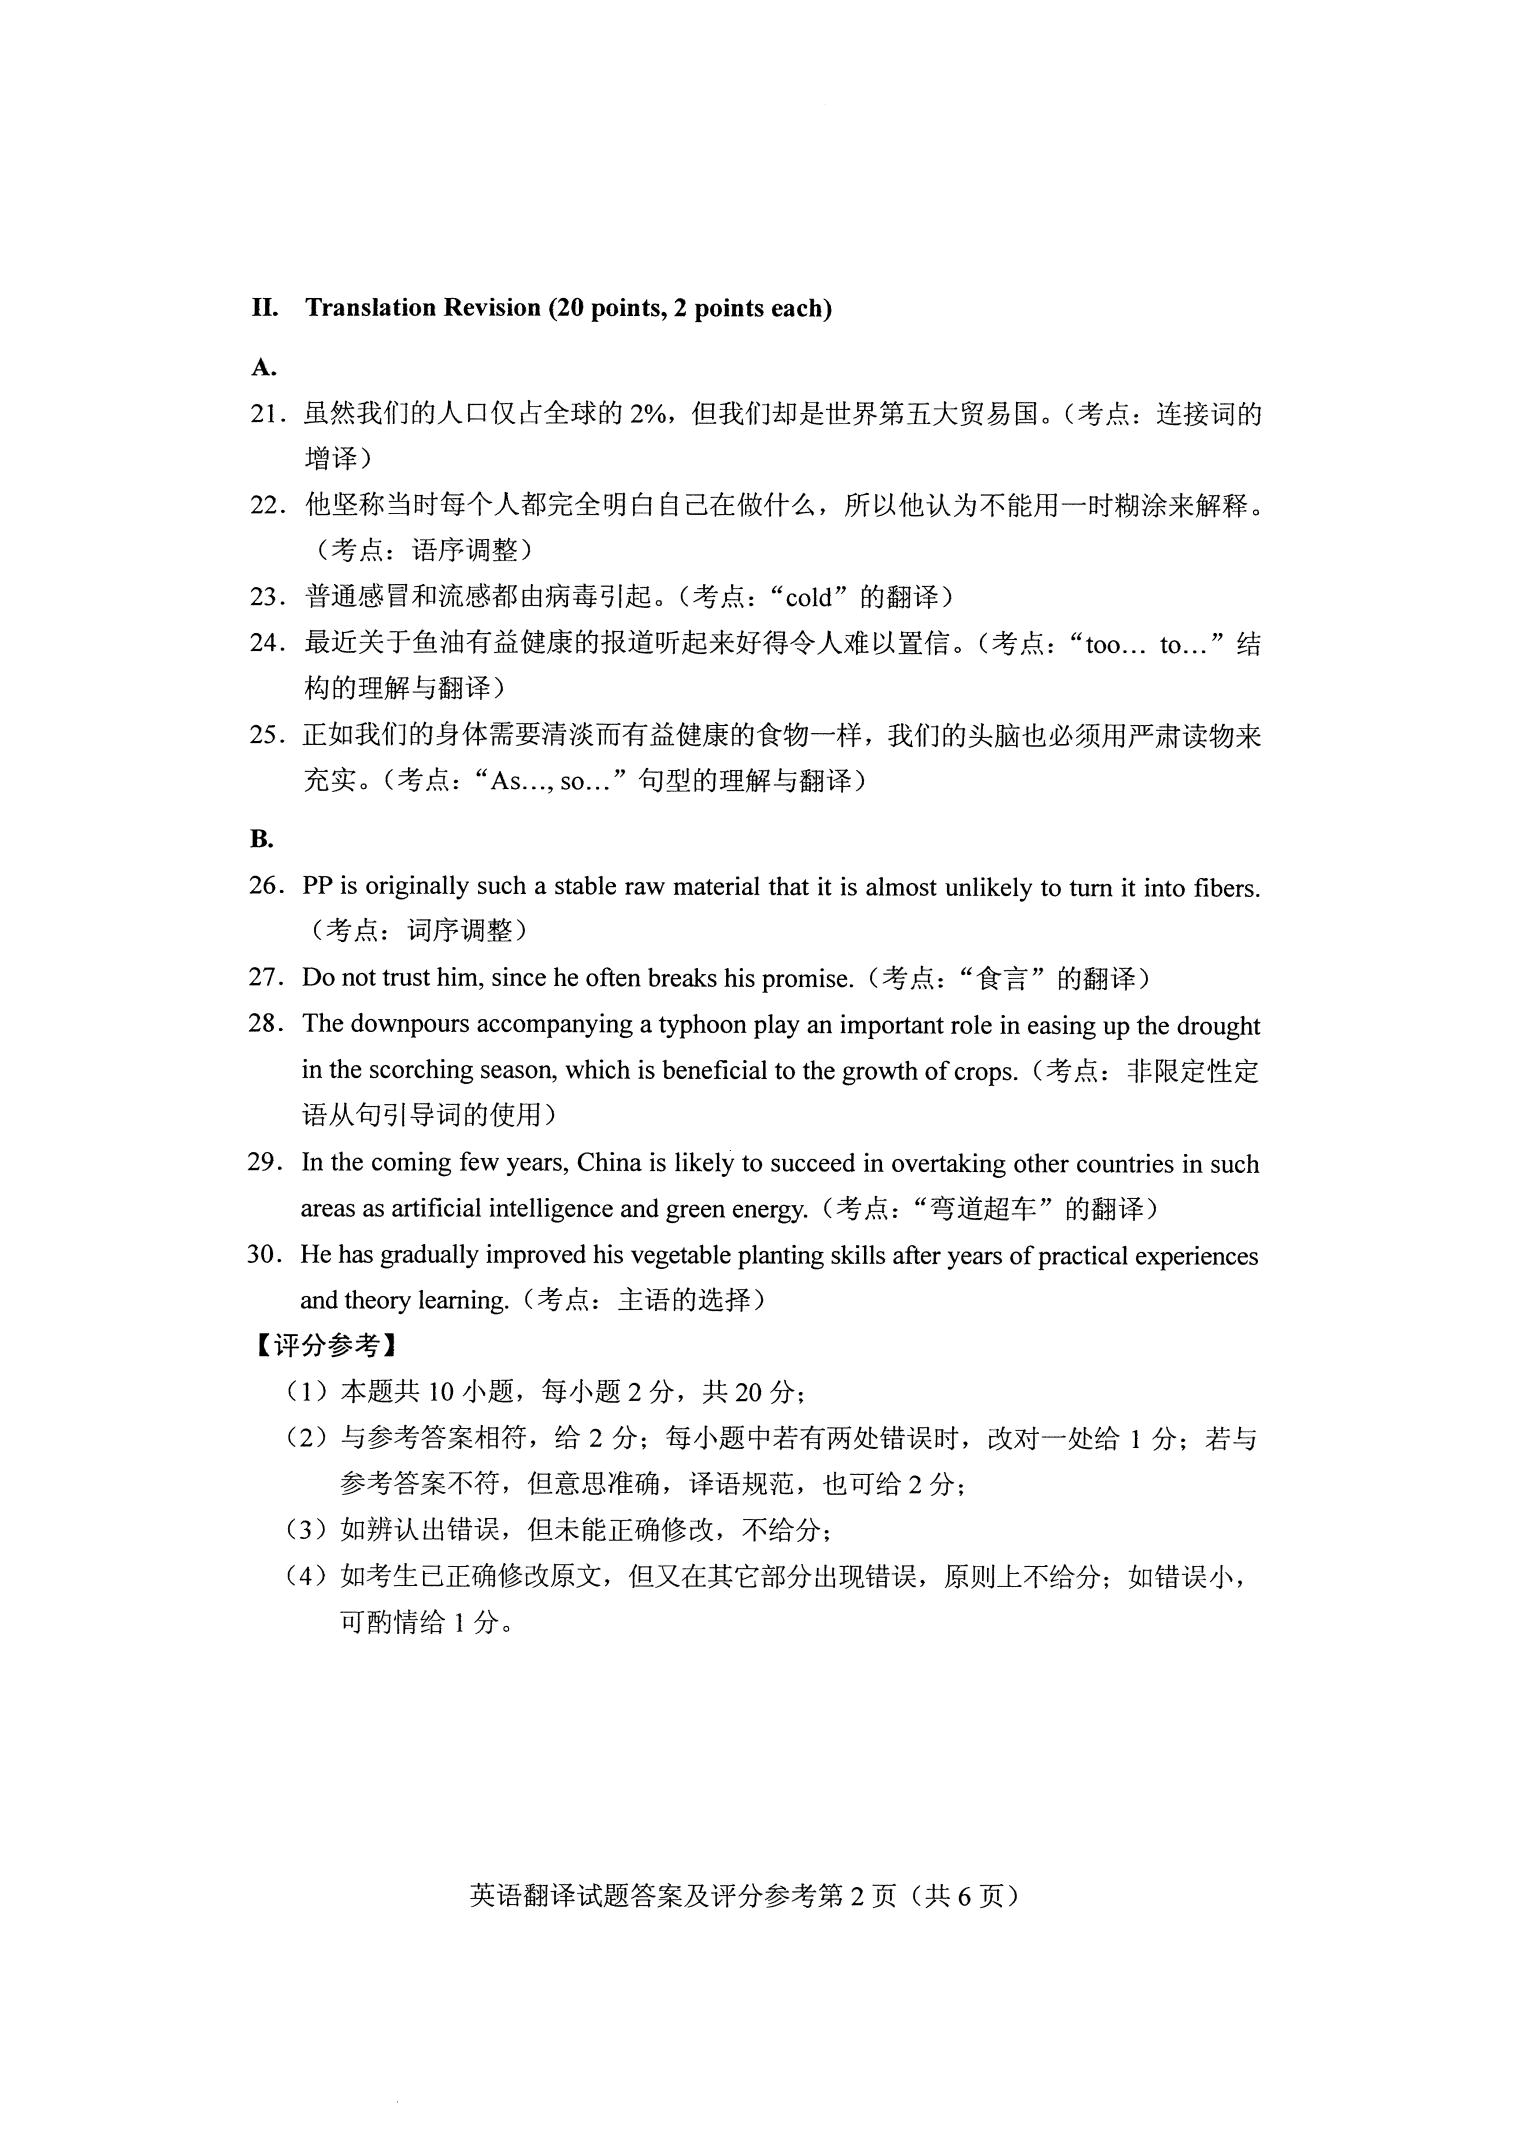 II. Translation Revision (20 points, 2 points each)
A.
21. 虽然我们的人口仅占全球的 2%，但我们却是世界第五大贸易国。（考点：连接词的
增译）
22. 他坚称当时每个人都完全明白自己在做什么，所以他认为不能用一时糊涂来解释。
（考点：语序调整）
23. 普通感冒和流感都由病毒引起。（考点：“cold”的翻译）
24. 最近关于鱼油有益健康的报道听起来好得令人难以置信。（考点：“too… to…”结
构的理解与翻译）
25. 正如我们的身体需要清淡而有益健康的食物一样，我们的头脑也必须用严肃读物来
充实。（考点：“As…, so…”句型的理解与翻译）
B.
26. PP is originally such a stable raw material that it is almost unlikely to turn it into fibers.
（考点：词序调整）
27. Do not trust him, since he often breaks his promise.（考点：“食言”的翻译）
28. The downpours accompanying a typhoon play an important role in easing up the drought
in the scorching season, which is beneficial to the growth of crops.（考点：非限定性定
语从句引导词的使用）
29. In the coming few years, China is likely to succeed in overtaking other countries in such
areas as artificial intelligence and green energy.（考点：“弯道超车”的翻译）
30. He has gradually improved his vegetable planting skills after years of practical experiences
and theory learning.（考点：主语的选择）
【评分参考】
（1）本题共 10 小题，每小题 2 分，共 20 分；
（2）与参考答案相符，给 2 分；每小题中若有两处错误时，改对一处给 1 分；若与
参考答案不符，但意思准确，译语规范，也可给 2 分；
（3）如辨认出错误，但未能正确修改，不给分；
（4）如考生已正确修改原文，但又在其它部分出现错误，原则上不给分；如错误小，
可酌情给 1 分。
英语翻译试题答案及评分参考第 2 页（共 6 页）